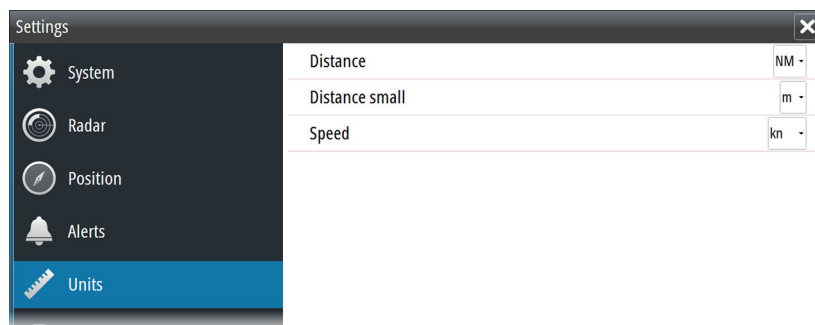 Settings
System
Radar
Position
Alerts
Units
Distance NM
Distance small m
Speed kn